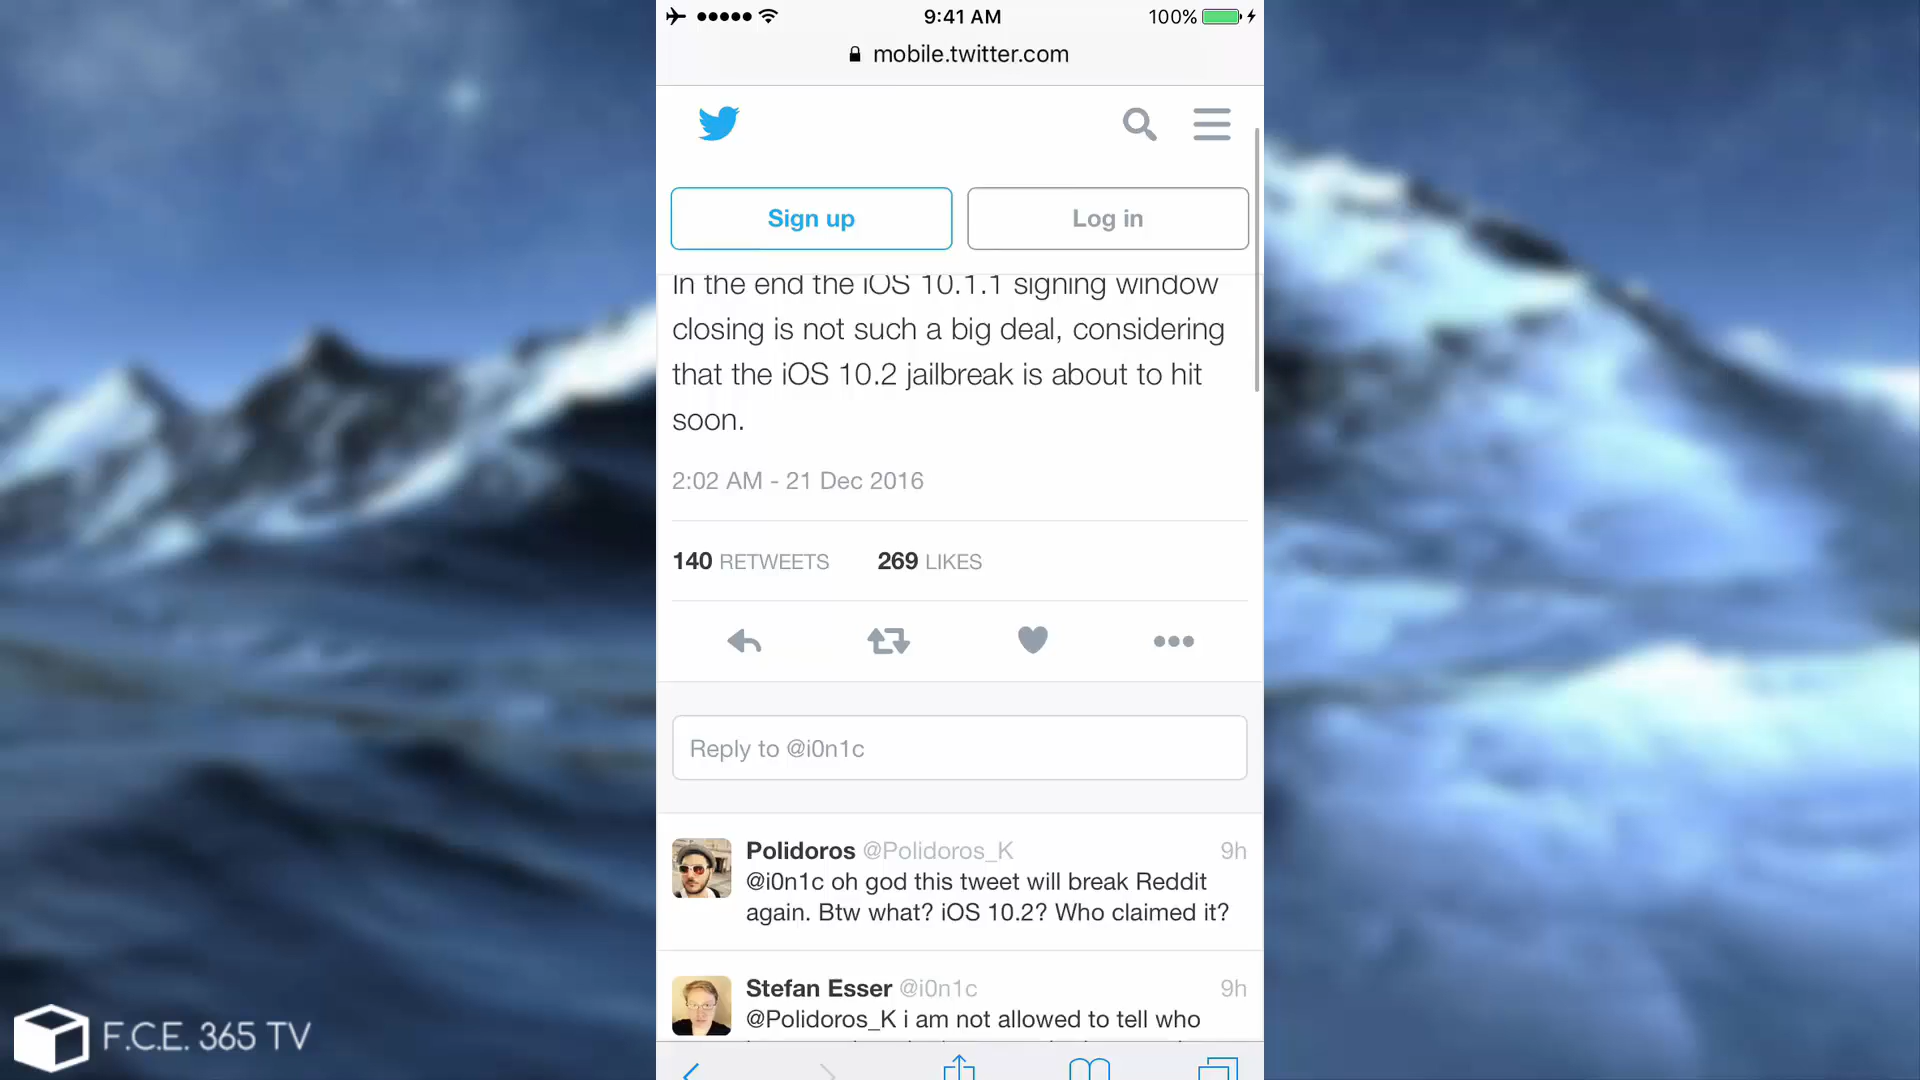 9:41 AM
100%
mobile.twitter.com
Sign up
Log in
In the end the iOS 10.1.1 signing window
closing is not such a big deal, considering
that the iOS 10.2 jailbreak is about to hit
soon.
2:02 AM - 21 Dec 2016
140 RETWEETS 269 LIKES
Reply to @i0n1c
Polidoros @Polidoros_K 9h
@i0n1c oh god this tweet will break Reddit
again. Btw what? iOS 10.2? Who claimed it?
Stefan Esser @i0n1c 9h
@Polidoros_K i am not allowed to tell who
F.C.E. 365 TV